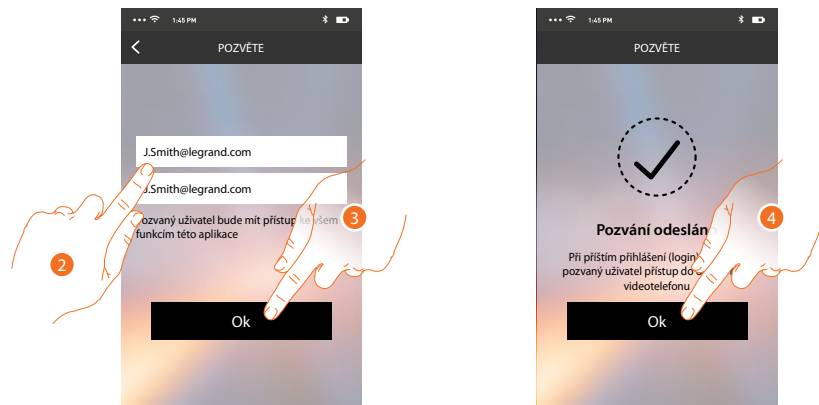 1:45 PM
POZVĚTE
J.Smith@legrand.com
J.Smith@legrand.com
Pozvaný uživatel bude mít přístup ke všem
funkcím této aplikace
Ok
2
3
1:45 PM
POZVĚTE
Pozvání odeslán
Při příštím přihlášení (login)
pozvaný uživatel přístup do
videotelefonu
Ok
4